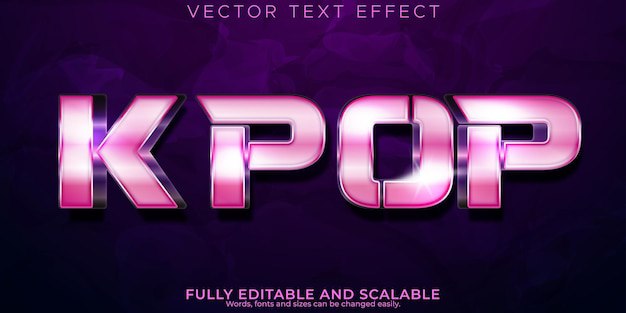 VECTOR TEXT EFFECT
KPOP
FULLY EDITABLE AND SCALABLE
Words, fonts and sizes can be changed easily.